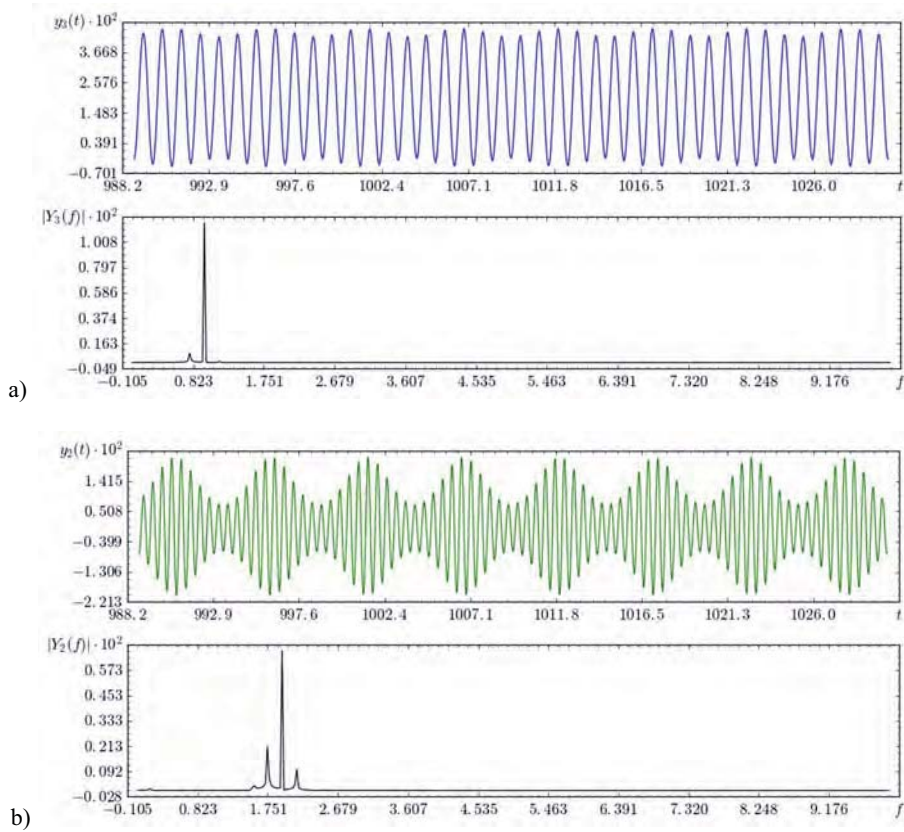 y₃(t) · 10²
3.668
2.576
1.483
0.391
−0.701
988.2 992.9 997.6 1002.4 1007.1 1011.8 1016.5 1021.3 1026.0 t
|Y₃(f)| · 10²
1.008
0.797
0.586
0.374
0.163
−0.049
−0.105 0.823 1.751 2.679 3.607 4.535 5.463 6.391 7.320 8.248 9.176 f
a)
y₂(t) · 10²
1.415
0.508
−0.399
−1.306
−2.213
988.2 992.9 997.6 1002.4 1007.1 1011.8 1016.5 1021.3 1026.0 t
|Y₂(f)| · 10²
0.573
0.453
0.333
0.213
0.092
−0.028
−0.105 0.823 1.751 2.679 3.607 4.535 5.463 6.391 7.320 8.248 9.176 f
b)